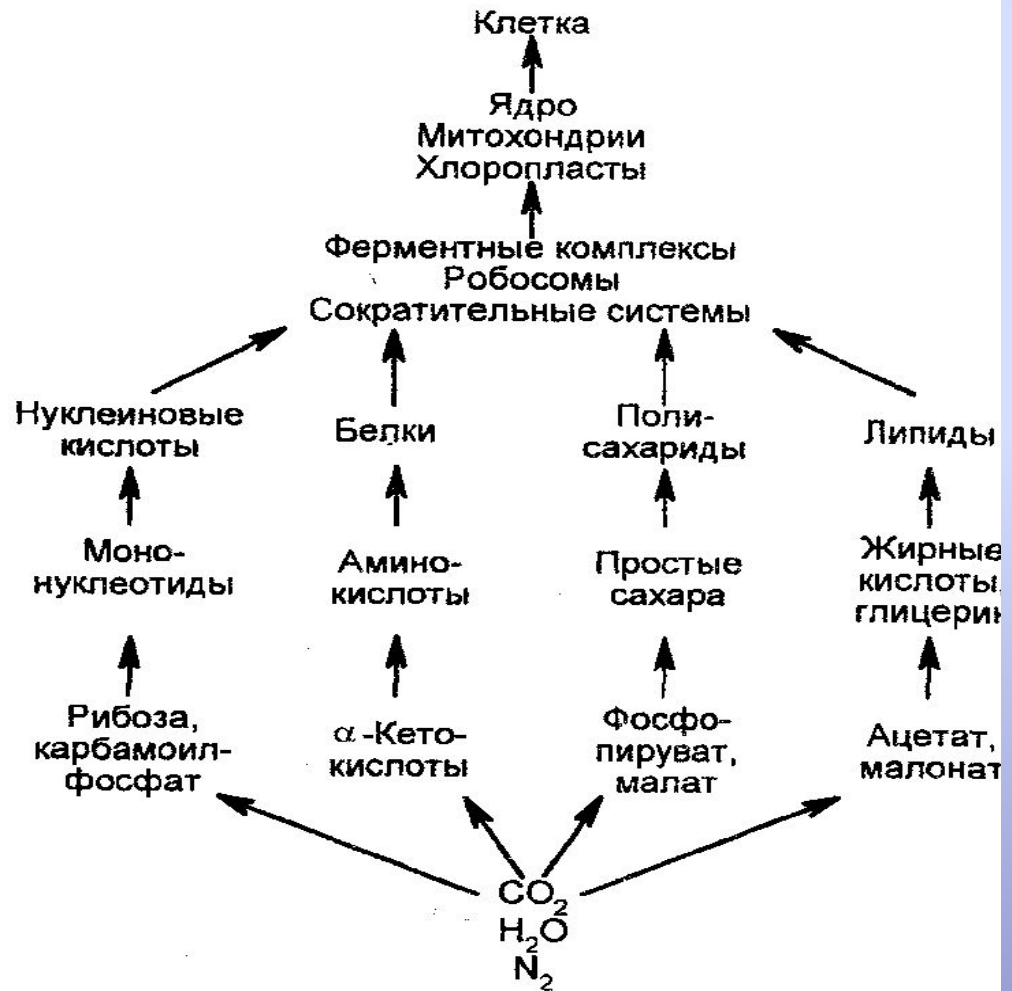 Клетка
Ядро
Митохондрии
Хлоропласты
Ферментные комплексы
Робосомы
Сократительные системы
Нуклеиновые
кислоты
Белки
Поли-
сахариды
Липиды
Моно-
нуклеотиды
Амино-
кислоты
Простые
сахара
Жирные
кислоты,
глицерин
Рибоза,
карбамоил-
фосфат
α-Кето-
кислоты
Фосфо-
пируват,
малат
Ацетат,
малонат
CO₂
H₂O
N₂